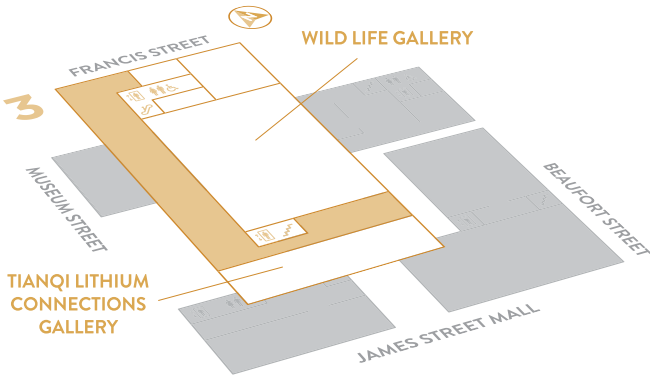 WILD LIFE GALLERY
FRANCIS STREET
3
MUSEUM STREET
BEAUFORT STREET
TIANQI LITHIUM
CONNECTIONS
GALLERY
JAMES STREET MALL